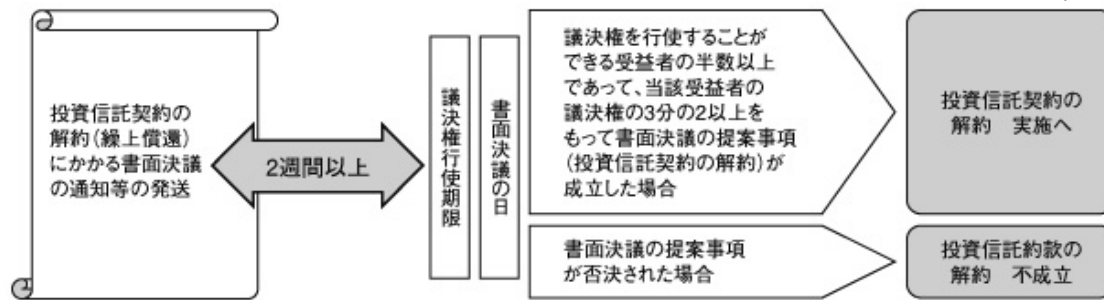 投資信託契約の
解約（繰上償還）
にかかる書面決議
の通知等の発送
2週間以上
議決権行使期限
書面決議の日
議決権を行使することが
できる受益者の半数以上
であって、当該受益者の
議決権の3分の2以上を
もって書面決議の提案事項
（投資信託契約の解約）が
成立した場合
投資信託契約の
解約　実施へ
書面決議の提案事項
が否決された場合
投資信託約款の
解約　不成立